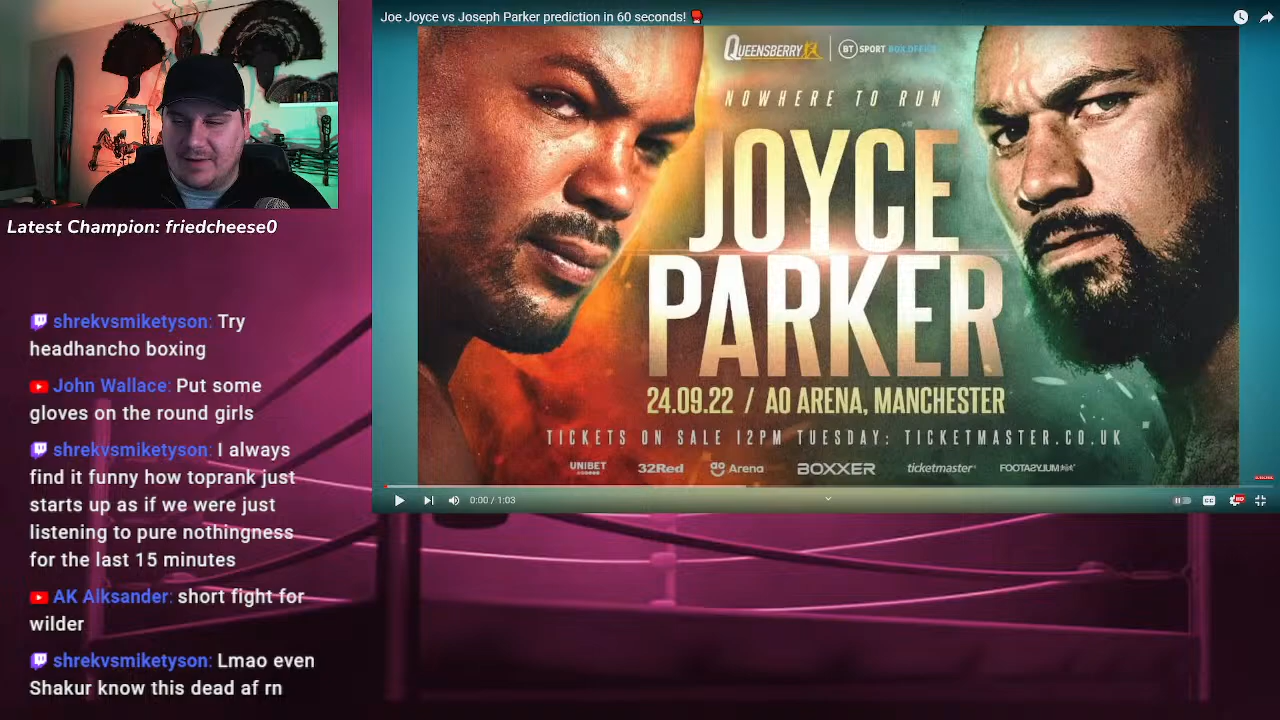 Joe Joyce vs Joseph Parker prediction in 60 seconds!
QUEENSBERRY
BT SPORT BOX OFFICE
NOWHERE TO RUN
JOYCE
PARKER
24.09.22 / AO ARENA, MANCHESTER
TICKETS ON SALE 12PM TUESDAY: TICKETMASTER.CO.UK
UNIBET 32Red ao Arena BOXXER ticketmaster FOOTASYLUM
SUBSCRIBE
0:00 / 1:03
Latest Champion: friedcheese0
shrekvsmiketyson: Try
headhancho boxing
John Wallace: Put some
gloves on the round girls
shrekvsmiketyson: I always
find it funny how toprank just
starts up as if we were just
listening to pure nothingness
for the last 15 minutes
AK Alksander: short fight for
wilder
shrekvsmiketyson: Lmao even
Shakur know this dead af rn